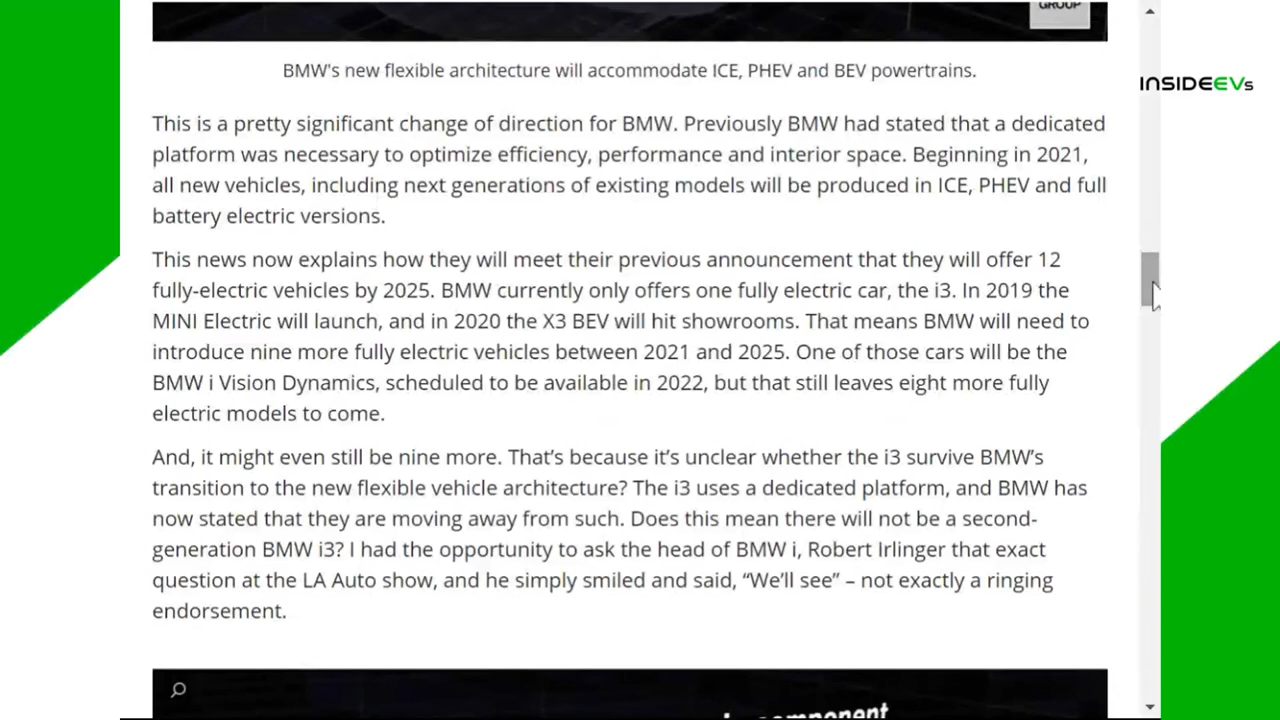 GROUP
BMW's new flexible architecture will accommodate ICE, PHEV and BEV powertrains.
INSIDEEVs
This is a pretty significant change of direction for BMW. Previously BMW had stated that a dedicated
platform was necessary to optimize efficiency, performance and interior space. Beginning in 2021,
all new vehicles, including next generations of existing models will be produced in ICE, PHEV and full
battery electric versions.
This news now explains how they will meet their previous announcement that they will offer 12
fully-electric vehicles by 2025. BMW currently only offers one fully electric car, the i3. In 2019 the
MINI Electric will launch, and in 2020 the X3 BEV will hit showrooms. That means BMW will need to
introduce nine more fully electric vehicles between 2021 and 2025. One of those cars will be the
BMW i Vision Dynamics, scheduled to be available in 2022, but that still leaves eight more fully
electric models to come.
And, it might even still be nine more. That’s because it’s unclear whether the i3 survive BMW’s
transition to the new flexible vehicle architecture? The i3 uses a dedicated platform, and BMW has
now stated that they are moving away from such. Does this mean there will not be a second-
generation BMW i3? I had the opportunity to ask the head of BMW i, Robert Irlinger that exact
question at the LA Auto show, and he simply smiled and said, “We’ll see” – not exactly a ringing
endorsement.
component